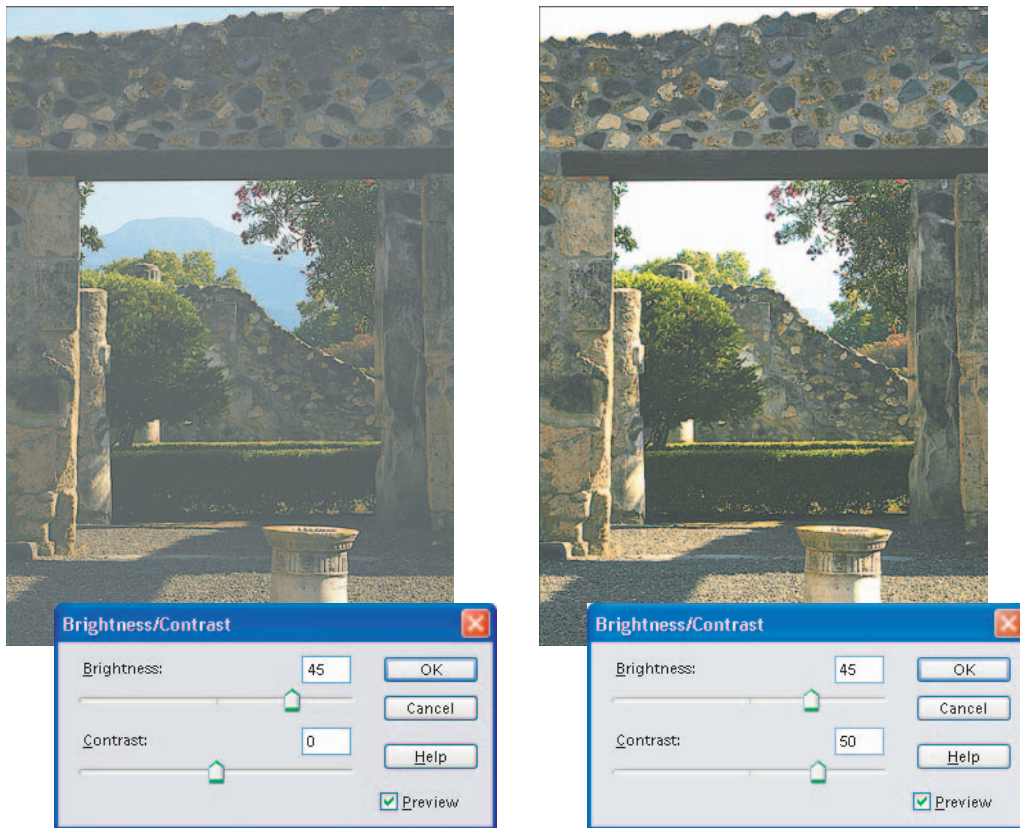 Brightness/Contrast
Brightness: 45
OK
Cancel
Contrast: 0
Help
Preview
Brightness/Contrast
Brightness: 45
OK
Cancel
Contrast: 50
Help
Preview